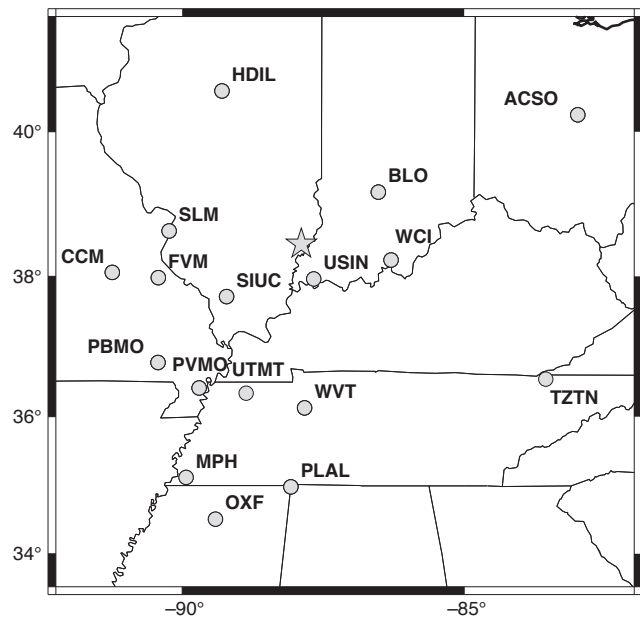 HDIL
ACSO
40°
BLO
SLM
WCI
CCM
FVM
USIN
38°
SIUC
PBMO
PVMO
UTMT
WVT
TZTN
36°
MPH
PLAL
OXF
34°
−90°
−85°